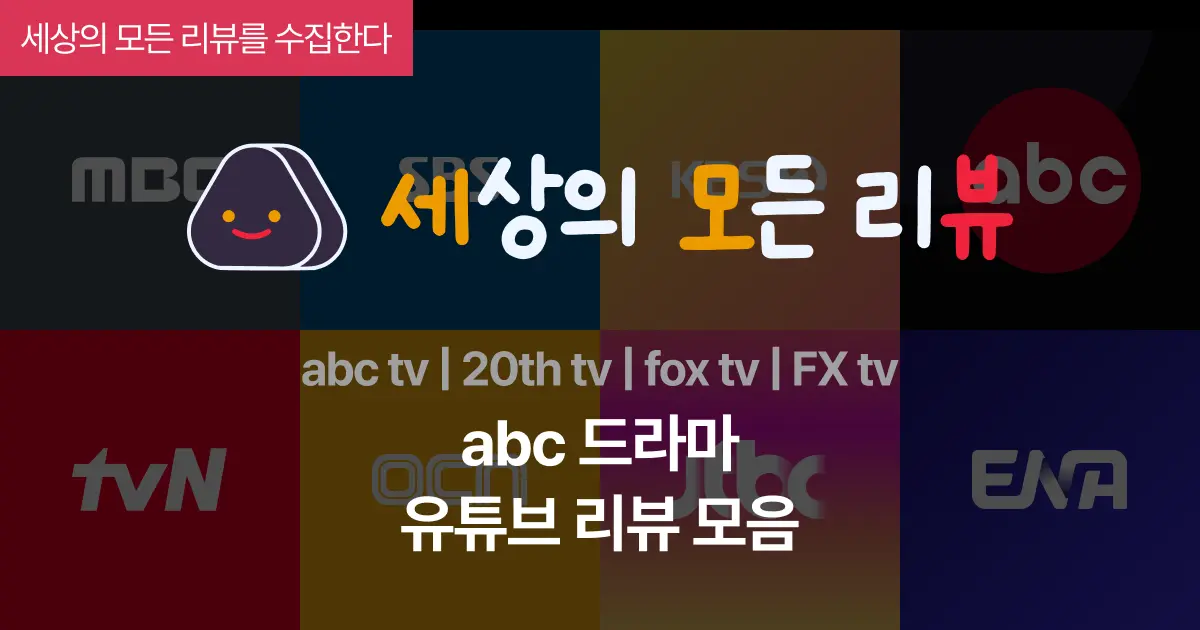 세상의 모든 리뷰를 수집한다
MBC
SBS
abc
세상의 모든 리뷰
abc tv | 20th tv | fox tv | FX tv
abc 드라마
tvN
ocn
jtbc
ENA
유튜브 리뷰 모음